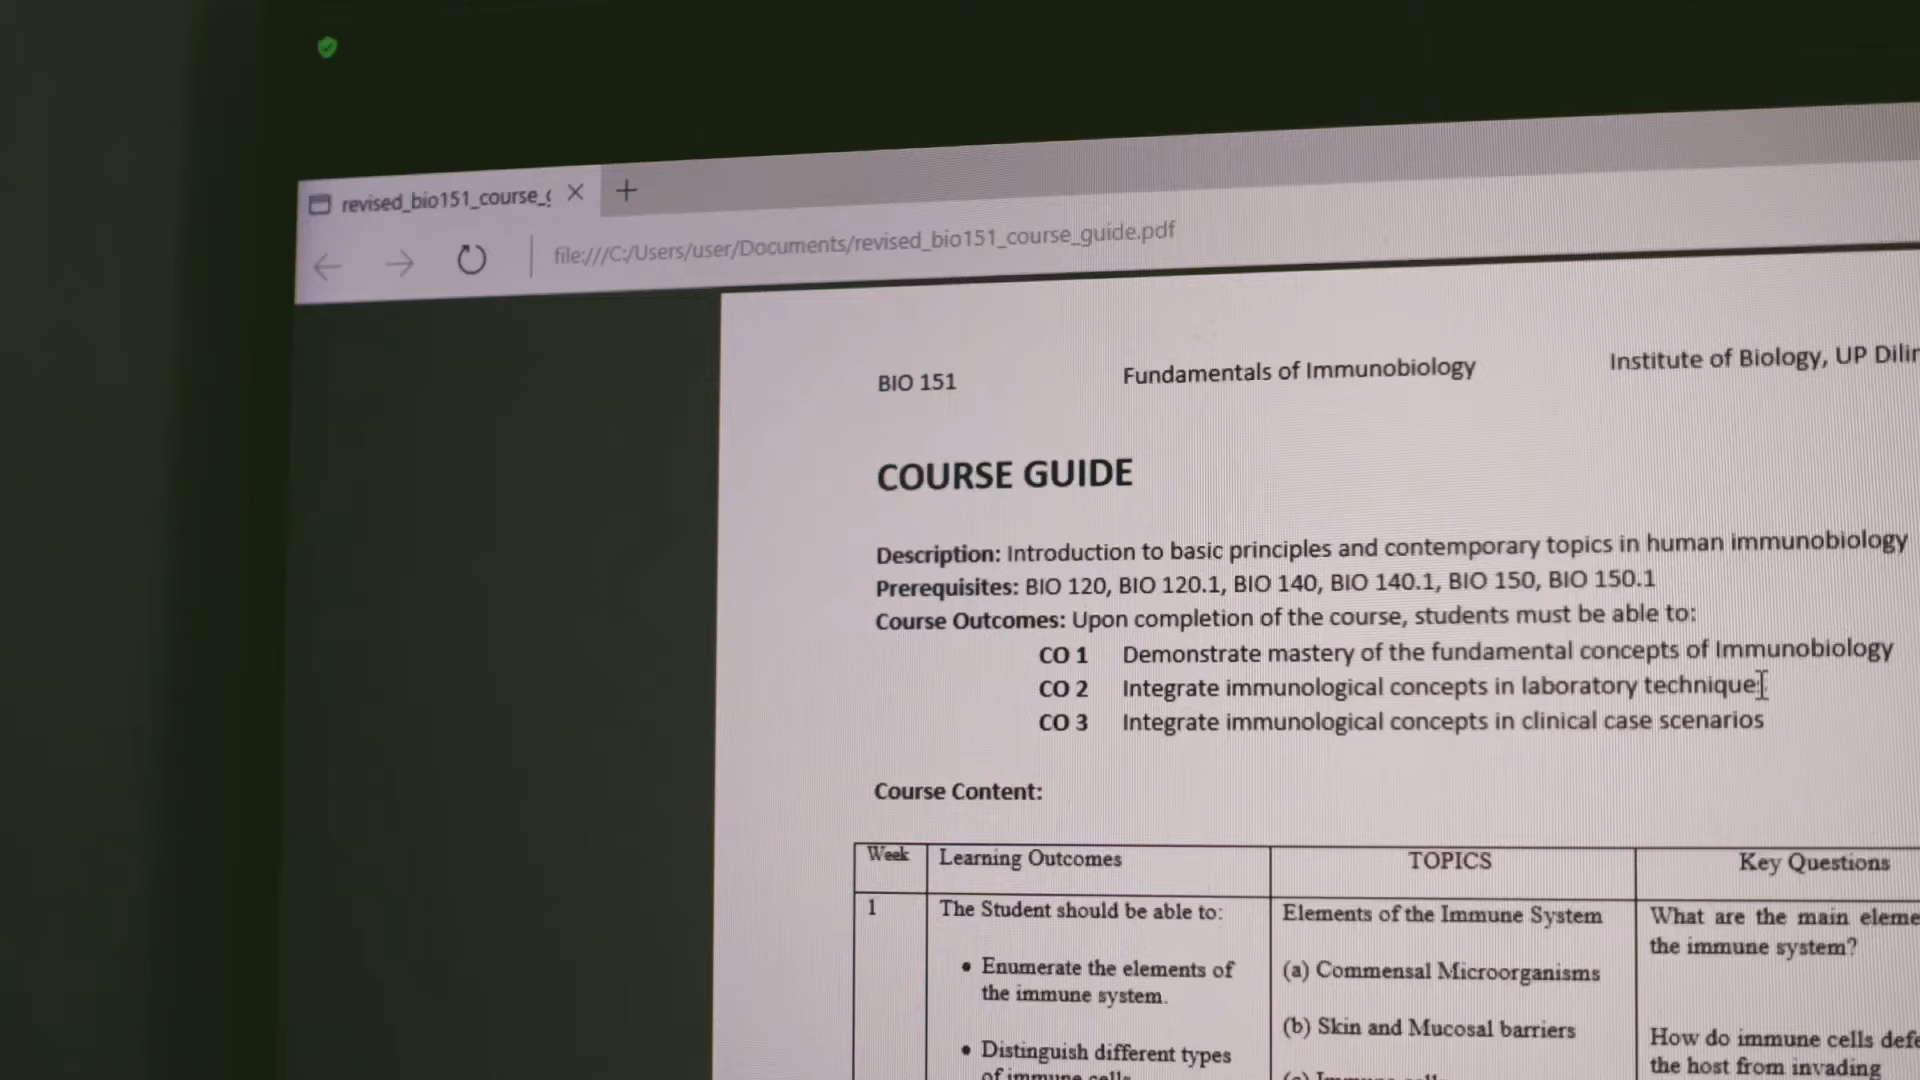 revised_bio151_course_
file:///C:/Users/user/Documents/revised_bio151_course_guide.pdf
BIO 151 Fundamentals of Immunobiology Institute of Biology, UP
COURSE GUIDE
Description: Introduction to basic principles and contemporary topics in human immunobiology
Prerequisites: BIO 120, BIO 120.1, BIO 140, BIO 140.1, BIO 150, BIO 150.1
Course Outcomes: Upon completion of the course, students must be able to:
CO 1 Demonstrate mastery of the fundamental concepts of Immunobiology
CO 2 Integrate immunological concepts in laboratory technique
CO 3 Integrate immunological concepts in clinical case scenarios
Course Content:
Week Learning Outcomes TOPICS Key Questions
1 The Student should be able to:
Enumerate the elements of
the immune system.
Distinguish different types
of immune cells
Elements of the Immune System
(a) Commensal Microorganisms
(b) Skin and Mucosal barriers
What are the main
the immune system?
How do immune cells
the host from invading